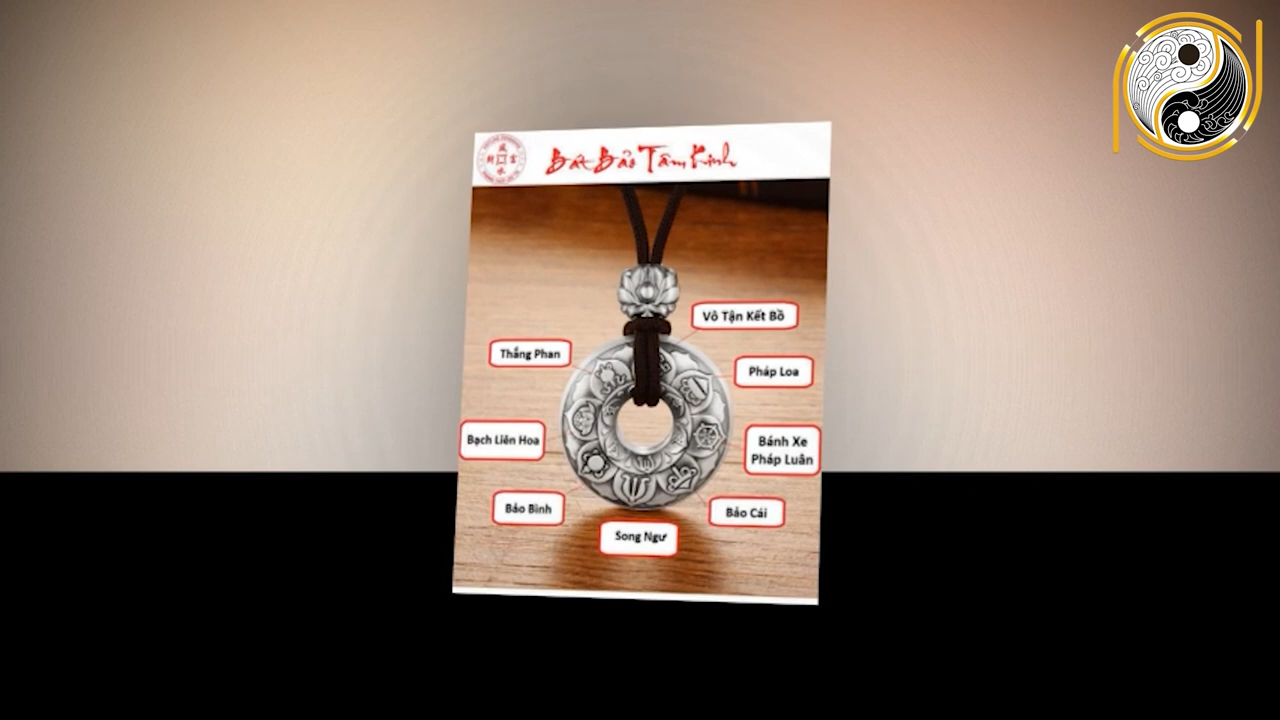 Bát Bảo Tâm Kinh
Vô Tận Kết Bồ
Thắng Phan
Pháp Loa
Bạch Liên Hoa
Bánh Xe
Pháp Luân
Bảo Bình
Bảo Cái
Song Ngư